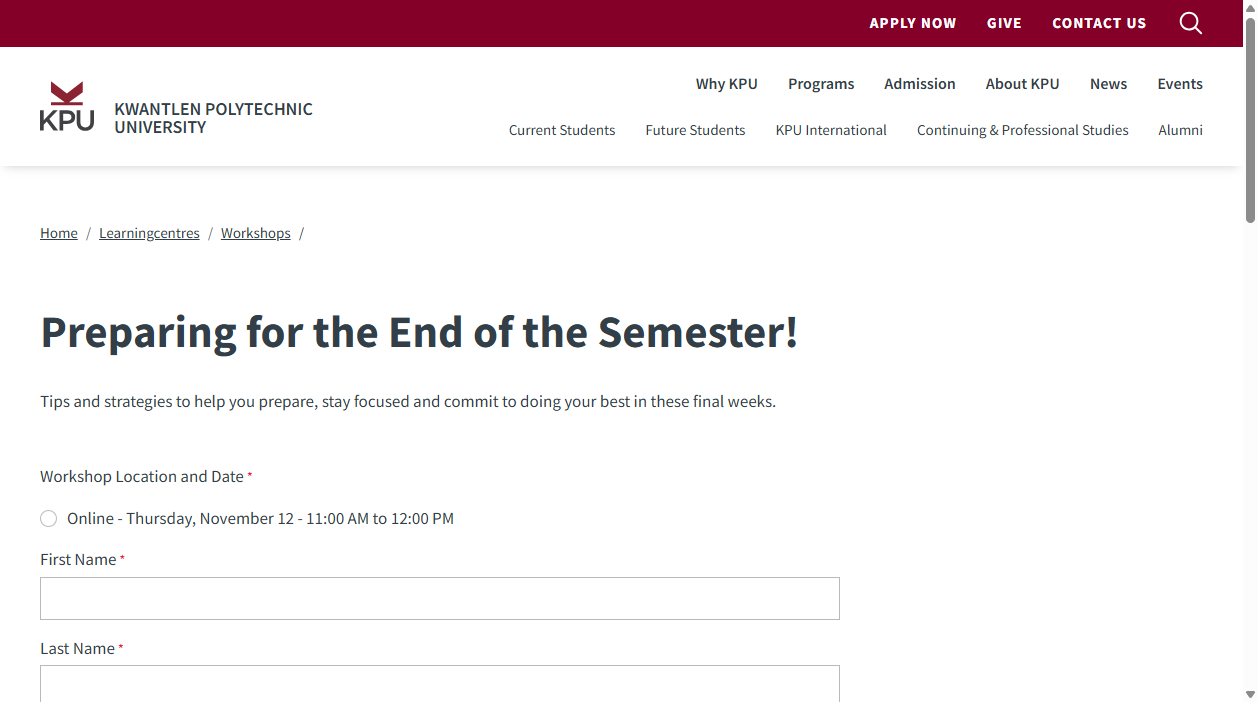 APPLY NOW GIVE CONTACT US
Why KPU Programs Admission About KPU News Events
KPU
KWANTLEN POLYTECHNIC
UNIVERSITY
Current Students Future Students KPU International Continuing & Professional Studies Alumni
Home / Learningcentres / Workshops /
Preparing for the End of the Semester!
Tips and strategies to help you prepare, stay focused and commit to doing your best in these final weeks.
Workshop Location and Date *
Online - Thursday, November 12 - 11:00 AM to 12:00 PM
First Name *
Last Name *